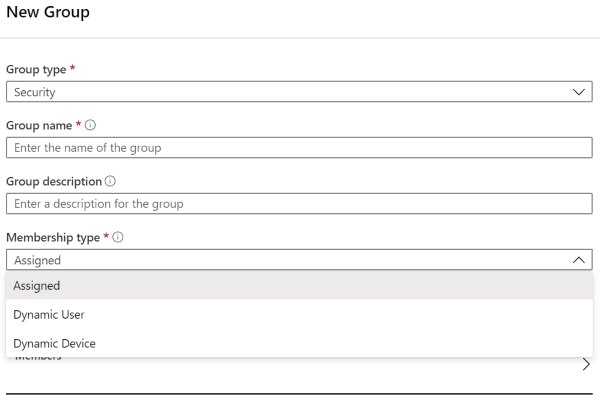 New Group
Group type *
Security
Group name *
Enter the name of the group
Group description
Enter a description for the group
Membership type *
Assigned
Assigned
Dynamic User
Dynamic Device
Members